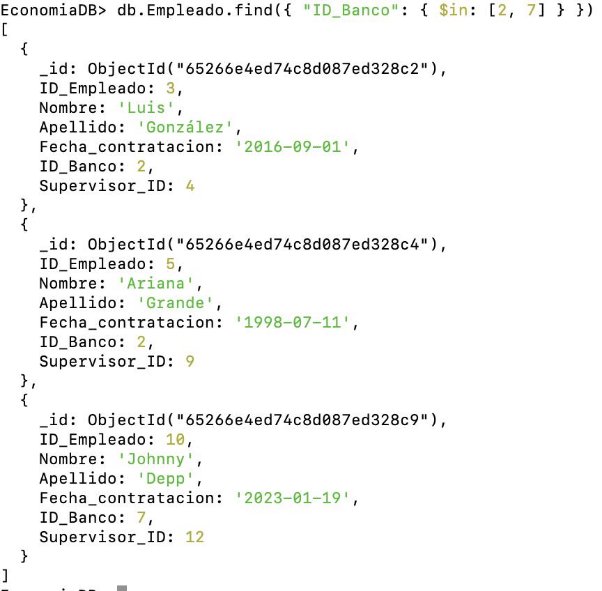 EconomiaDB> db.Empleado.find({ "ID_Banco": { $in: [2, 7] } })
[
  {
    _id: ObjectId("65266e4ed74c8d087ed328c2"),
    ID_Empleado: 3,
    Nombre: 'Luis',
    Apellido: 'González',
    Fecha_contratacion: '2016-09-01',
    ID_Banco: 2,
    Supervisor_ID: 4
  },
  {
    _id: ObjectId("65266e4ed74c8d087ed328c4"),
    ID_Empleado: 5,
    Nombre: 'Ariana',
    Apellido: 'Grande',
    Fecha_contratacion: '1998-07-11',
    ID_Banco: 2,
    Supervisor_ID: 9
  },
  {
    _id: ObjectId("65266e4ed74c8d087ed328c9"),
    ID_Empleado: 10,
    Nombre: 'Johnny',
    Apellido: 'Depp',
    Fecha_contratacion: '2023-01-19',
    ID_Banco: 7,
    Supervisor_ID: 12
  }
]
EconomiaDB>